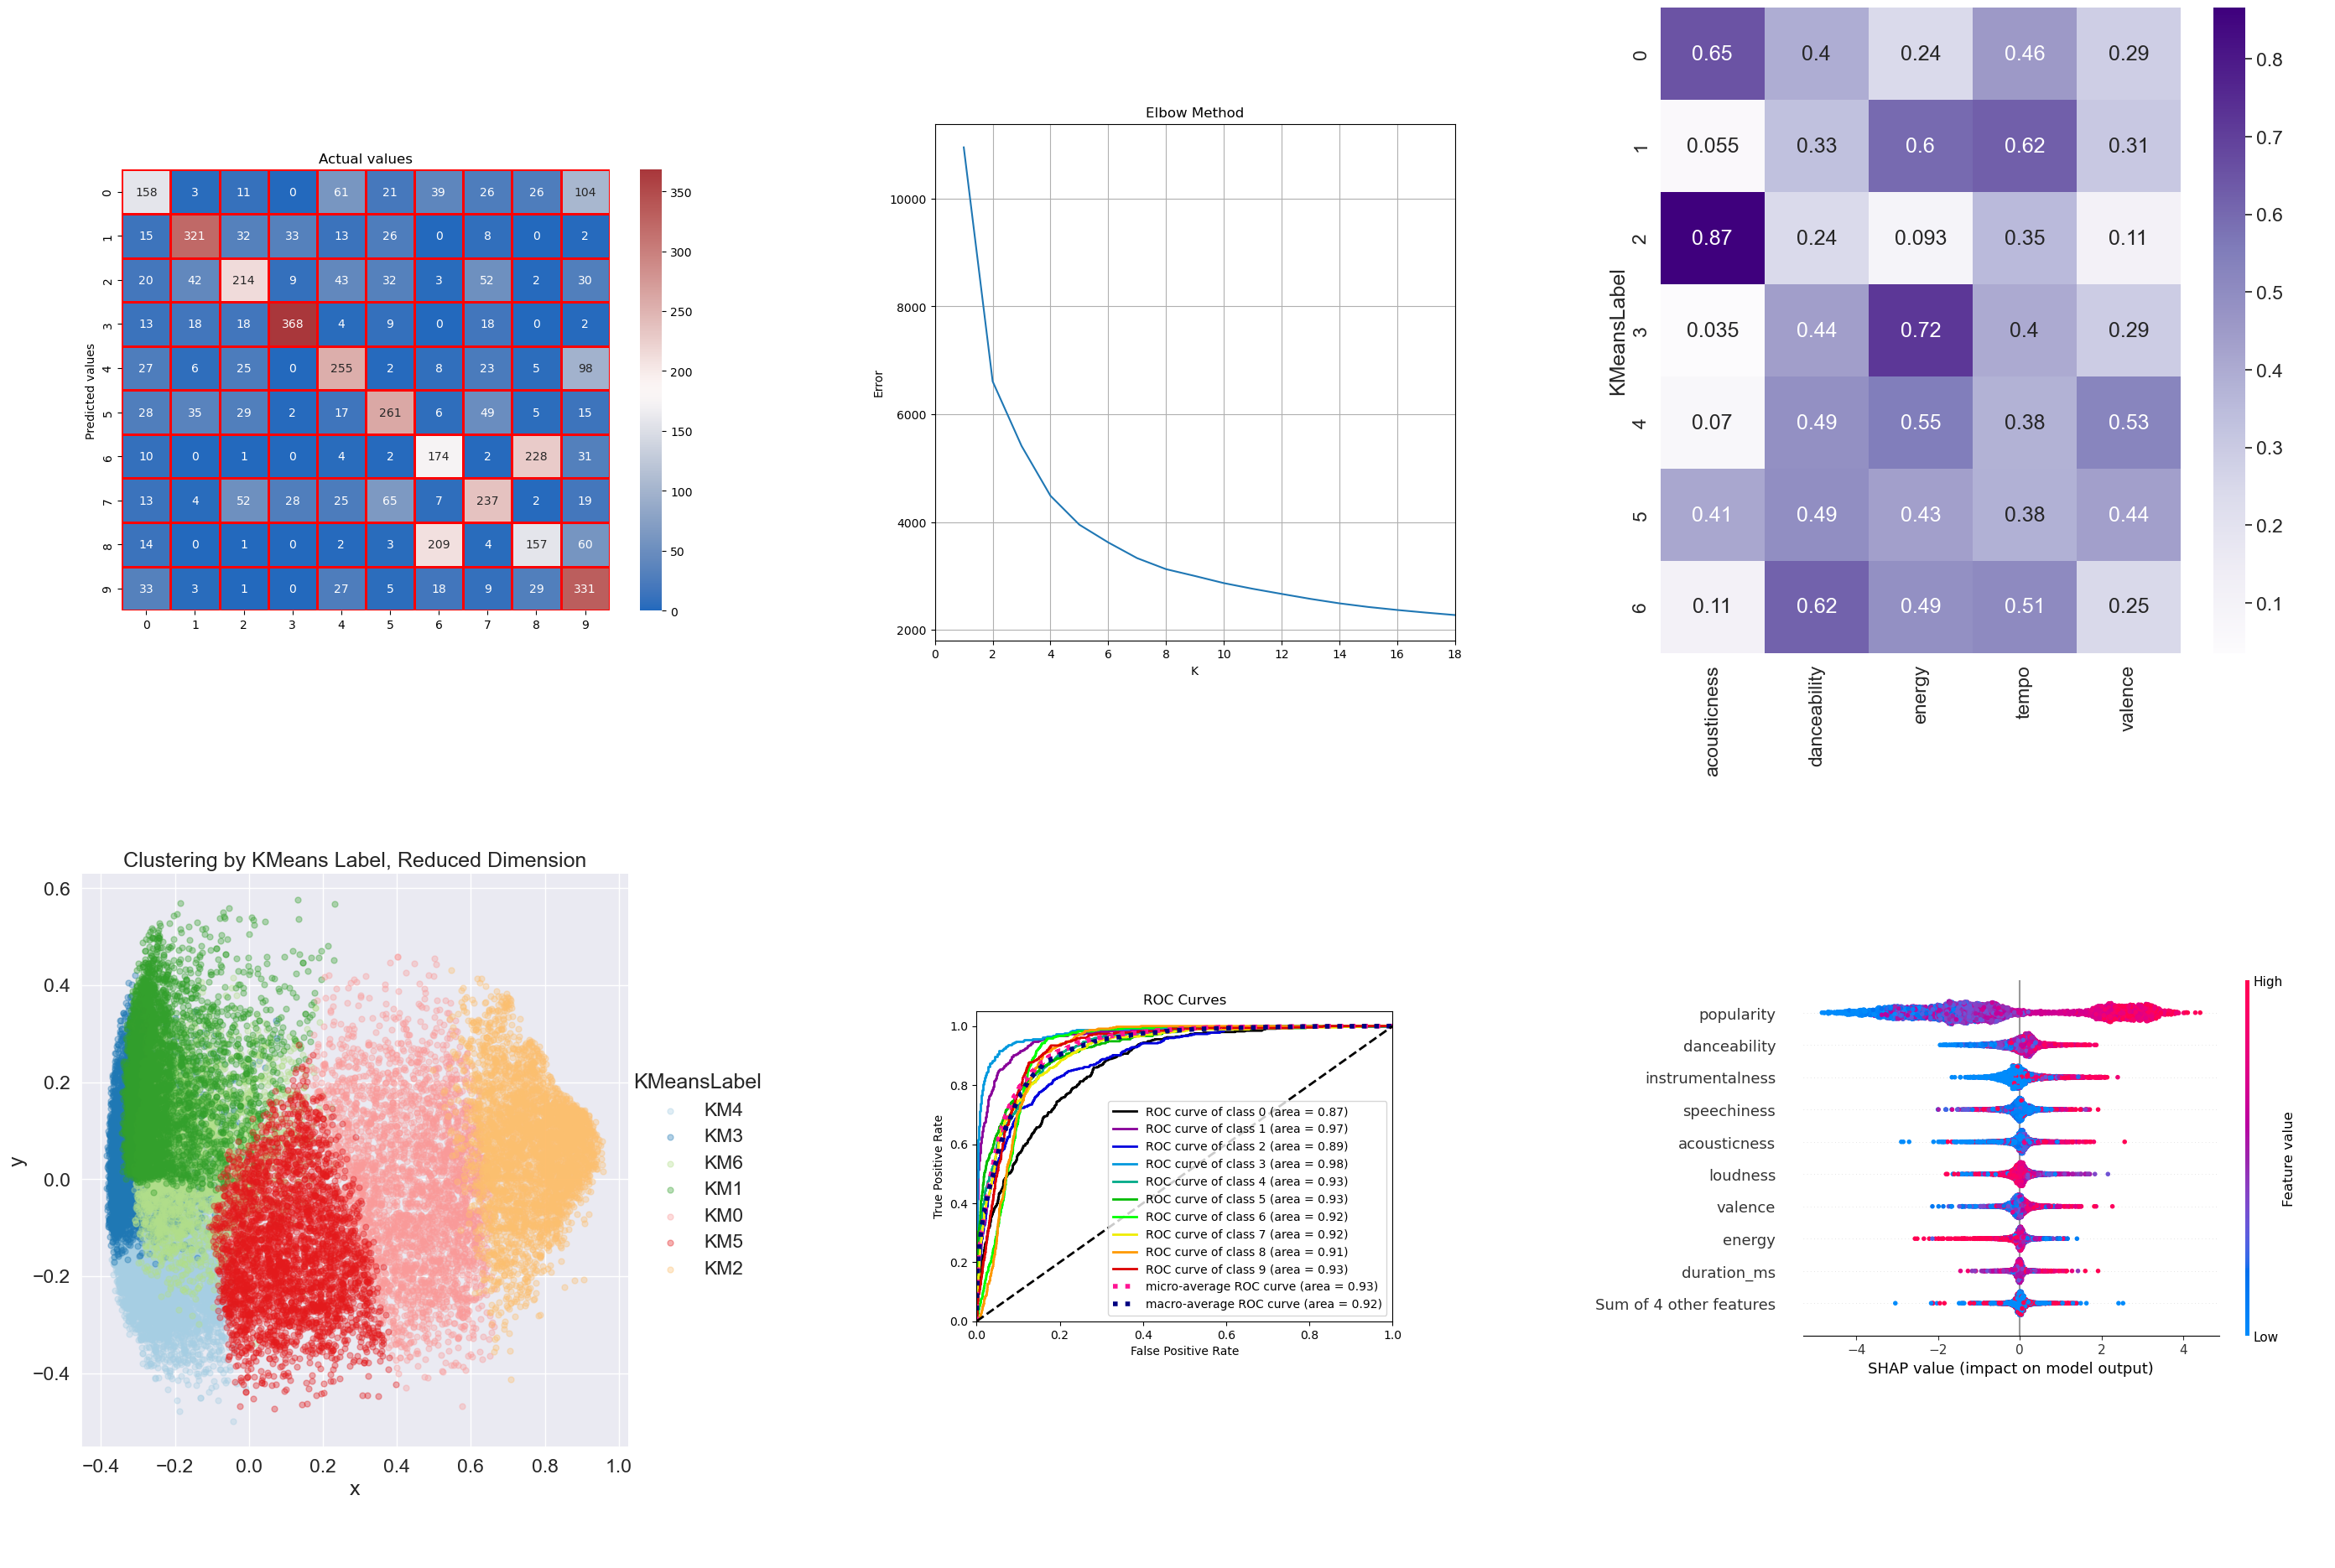 Actual values
Predicted values
0 158 3 11 0 61 21 39 26 26 104
1 15 321 32 33 13 26 0 8 0 2
2 20 42 214 9 43 32 3 52 2 30
3 13 18 18 368 4 9 0 18 0 2
4 27 6 25 0 255 2 8 23 5 98
5 28 35 29 2 17 261 6 49 5 15
6 10 0 1 0 4 2 174 2 228 31
7 13 4 52 28 25 65 7 237 2 19
8 14 0 1 0 2 3 209 4 157 60
9 33 3 1 0 27 5 18 9 29 331
0 1 2 3 4 5 6 7 8 9
350
300
250
200
150
100
50
0
Elbow Method
Error
10000
8000
6000
4000
2000
0 2 4 6 8 10 12 14 16 18
K
KMeansLabel
0 0.65 0.4 0.24 0.46 0.29
1 0.055 0.33 0.6 0.62 0.31
2 0.87 0.24 0.093 0.35 0.11
3 0.035 0.44 0.72 0.4 0.29
4 0.07 0.49 0.55 0.38 0.53
5 0.41 0.49 0.43 0.38 0.44
6 0.11 0.62 0.49 0.51 0.25
acousticness danceability energy tempo valence
0.8
0.7
0.6
0.5
0.4
0.3
0.2
0.1
Clustering by KMeans Label, Reduced Dimension
y
0.6
0.4
0.2
0.0
−0.2
−0.4
−0.4 −0.2 0.0 0.2 0.4 0.6 0.8 1.0
x
KMeansLabel
KM4
KM3
KM6
KM1
KM0
KM5
KM2
ROC Curves
True Positive Rate
1.0
0.8
0.6
0.4
0.2
0.0
ROC curve of class 0 (area = 0.87)
ROC curve of class 1 (area = 0.97)
ROC curve of class 2 (area = 0.89)
ROC curve of class 3 (area = 0.98)
ROC curve of class 4 (area = 0.93)
ROC curve of class 5 (area = 0.93)
ROC curve of class 6 (area = 0.92)
ROC curve of class 7 (area = 0.92)
ROC curve of class 8 (area = 0.91)
ROC curve of class 9 (area = 0.93)
micro-average ROC curve (area = 0.93)
macro-average ROC curve (area = 0.92)
0.0 0.2 0.4 0.6 0.8 1.0
False Positive Rate
popularity
danceability
instrumentalness
speechiness
acousticness
loudness
valence
energy
duration_ms
Sum of 4 other features
−4 −2 0 2 4
SHAP value (impact on model output)
High
Feature value
Low